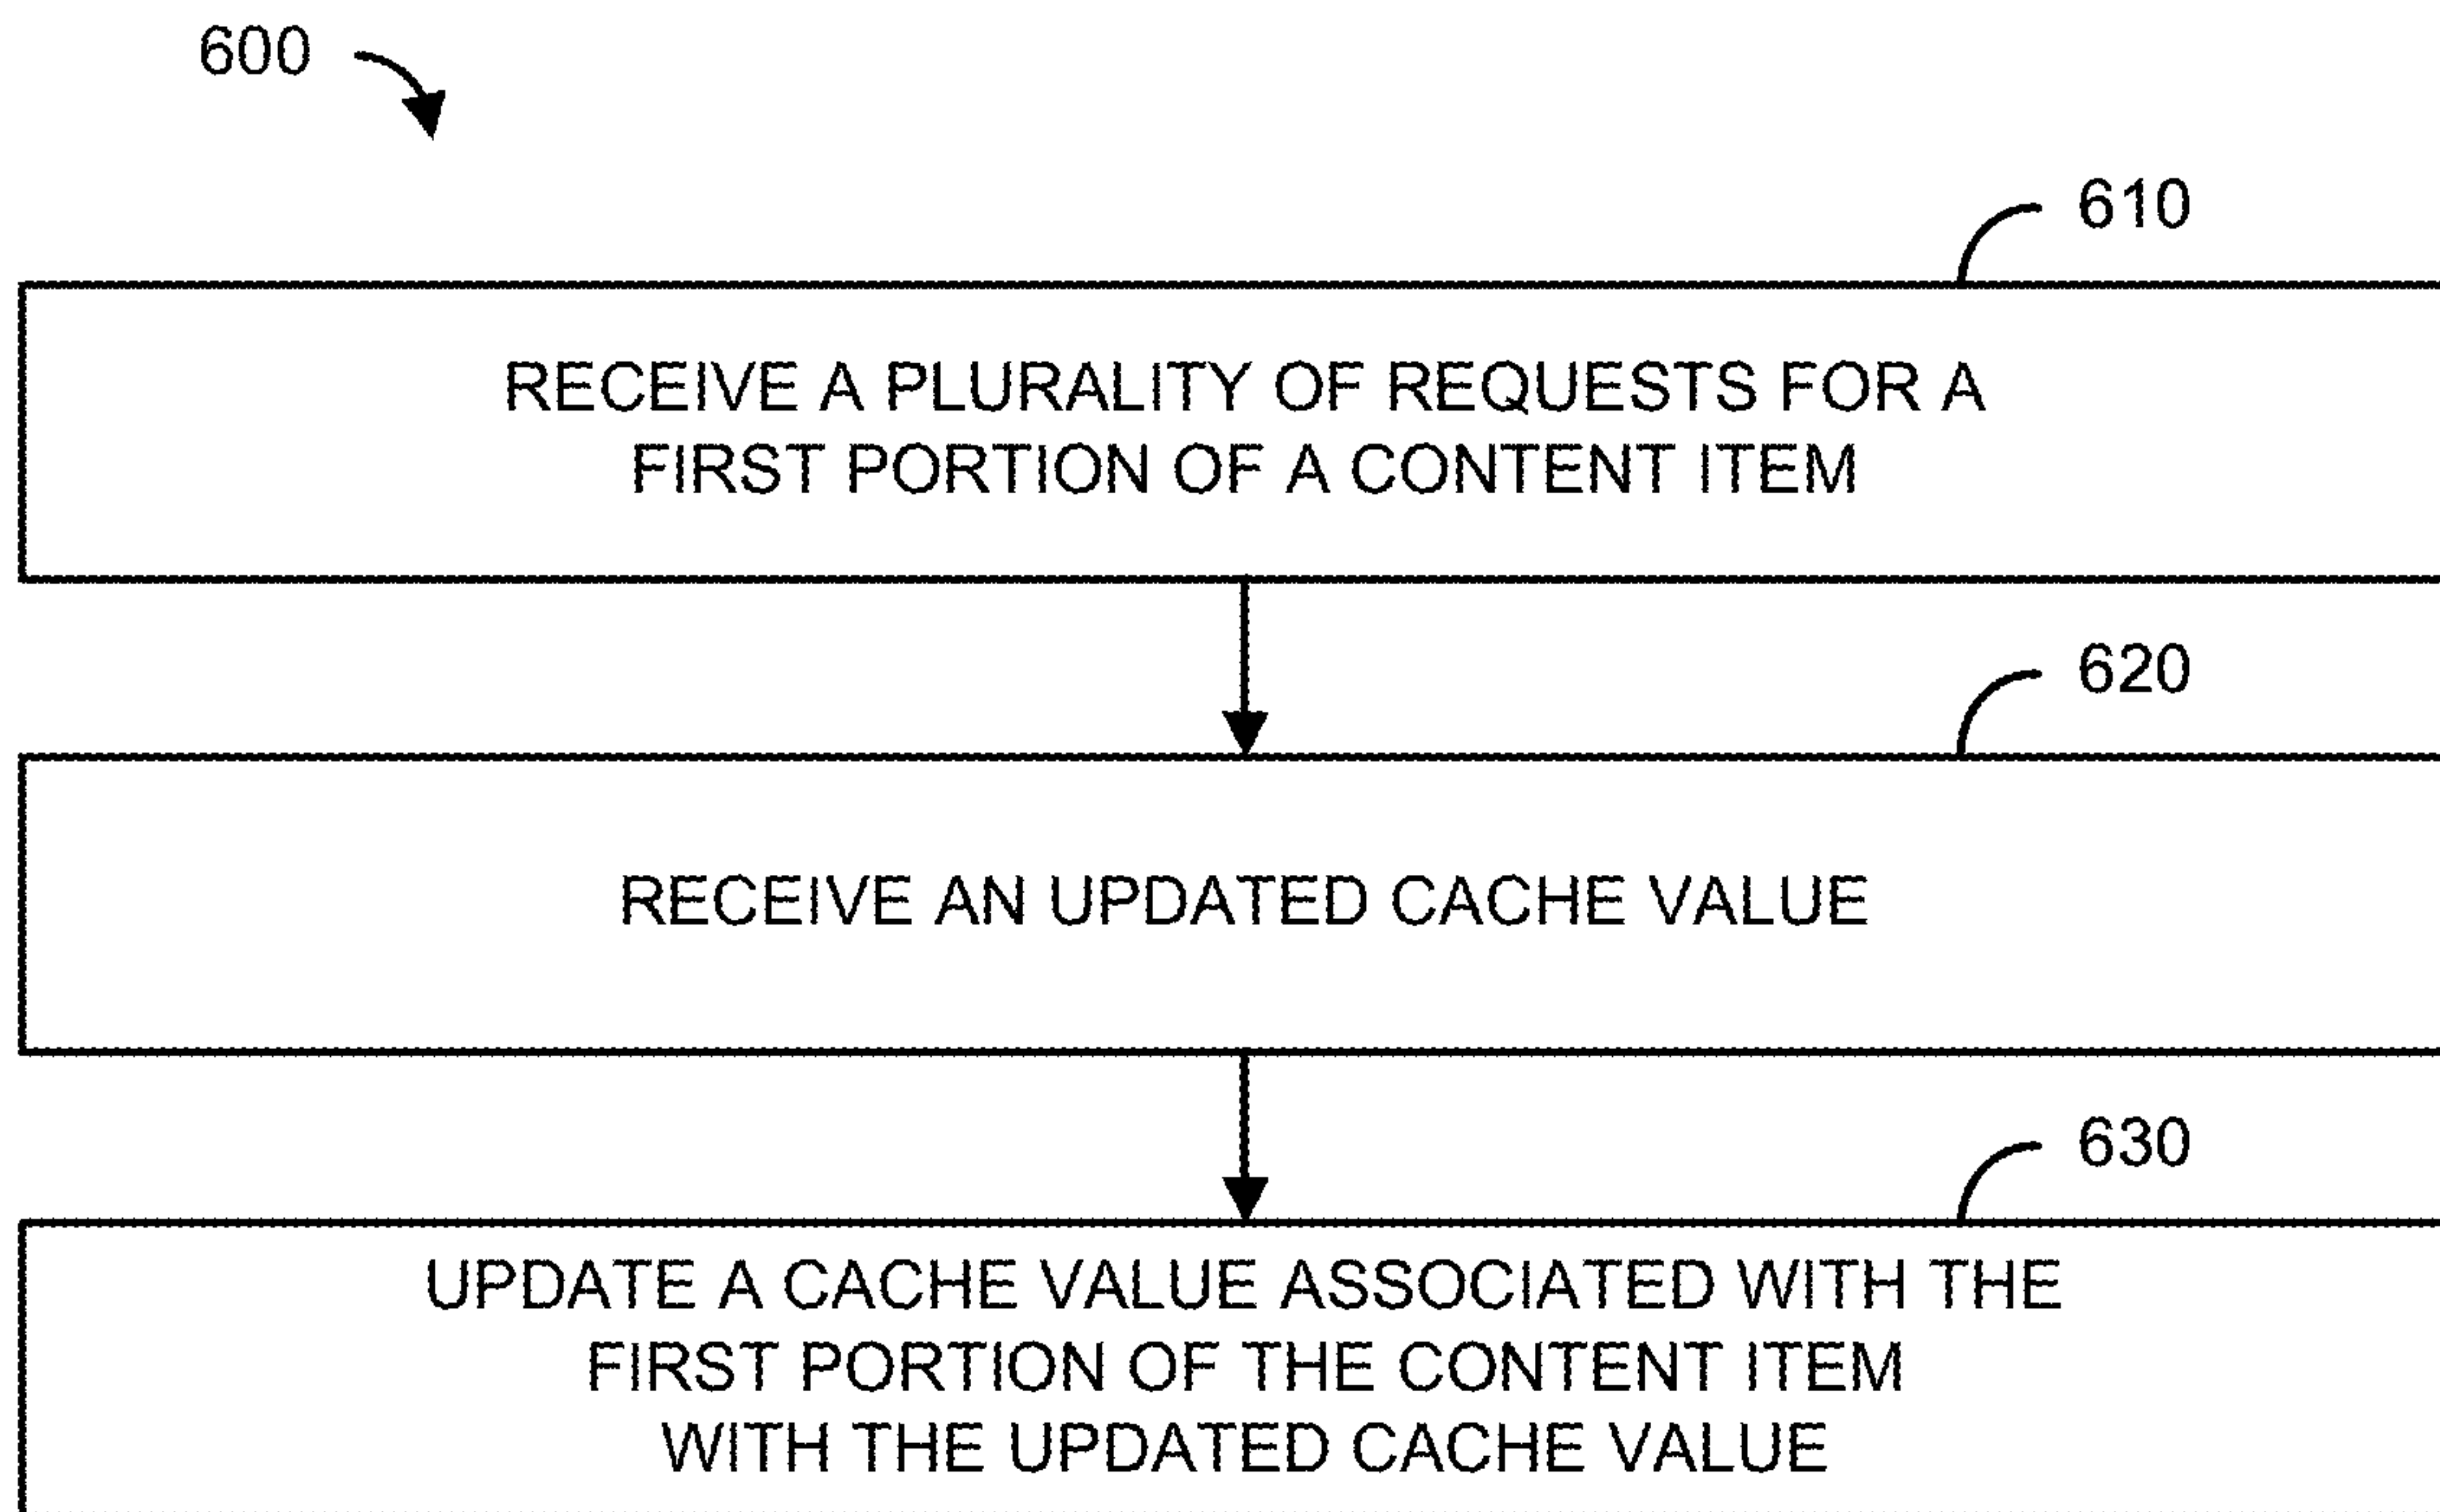 600
610
RECEIVE A PLURALITY OF REQUESTS FOR A
FIRST PORTION OF A CONTENT ITEM
620
RECEIVE AN UPDATED CACHE VALUE
630
UPDATE A CACHE VALUE ASSOCIATED WITH THE
FIRST PORTION OF THE CONTENT ITEM
WITH THE UPDATED CACHE VALUE